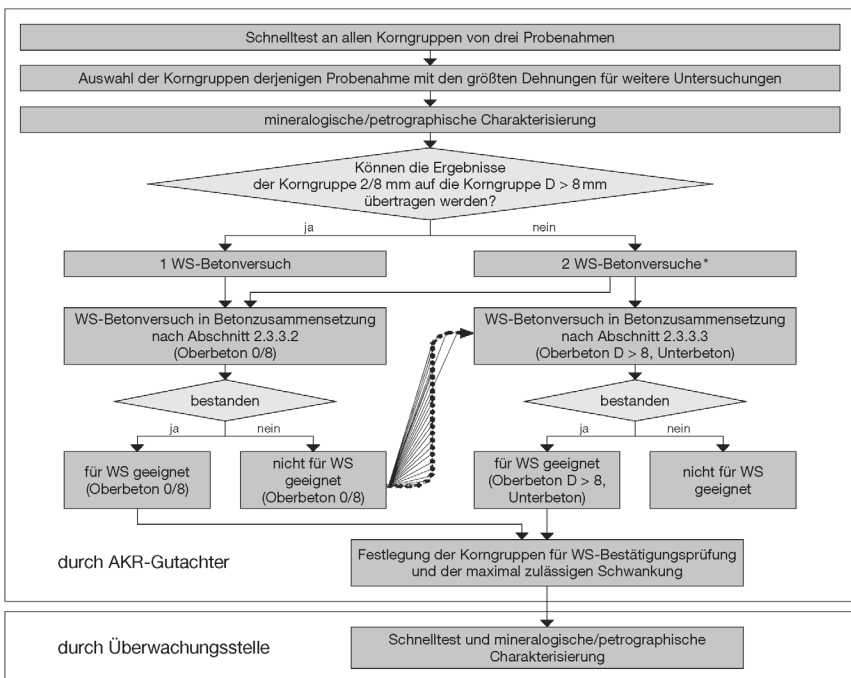 Schnelltest an allen Korngruppen von drei Probenahmen
Auswahl der Korngruppen derjenigen Probenahme mit den größten Dehnungen für weitere Untersuchungen
mineralogische/petrographische Charakterisierung
Können die Ergebnisse
der Korngruppe 2/8 mm auf die Korngruppe D > 8 mm
übertragen werden?
ja
nein
1 WS-Betonversuch
2 WS-Betonversuche*
WS-Betonversuch in Betonzusammensetzung
nach Abschnitt 2.3.3.2
(Oberbeton 0/8)
WS-Betonversuch in Betonzusammensetzung
nach Abschnitt 2.3.3.3
(Oberbeton D > 8, Unterbeton)
bestanden
bestanden
ja
nein
ja
nein
für WS geeignet
(Oberbeton 0/8)
nicht für WS
geeignet
(Oberbeton 0/8)
für WS geeignet
(Oberbeton D > 8,
Unterbeton)
nicht für WS
geeignet
durch AKR-Gutachter
Festlegung der Korngruppen für WS-Bestätigungsprüfung
und der maximal zulässigen Schwankung
durch Überwachungsstelle
Schnelltest und mineralogische/petrographische
Charakterisierung